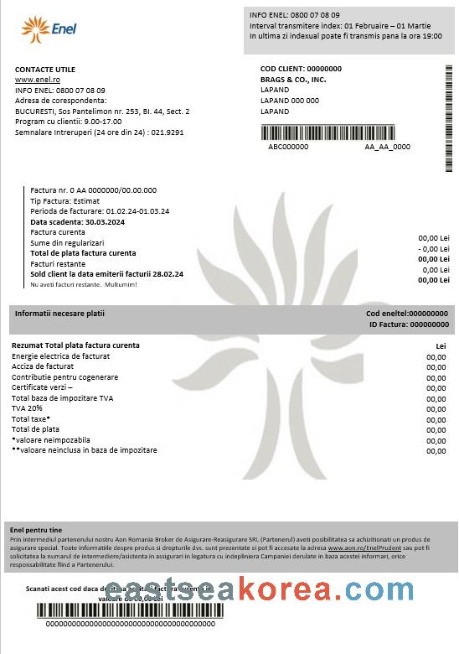 Enel
INFO ENEL: 0800 07 08 09
Interval transmitere index: 01 Februaire – 01 Martie
In ultima zi indexual poate fi transmis pana la ore 19:00
CONTACTE UTILE
www.enel.ro
INFO ENEL: 0800 07 08 09
Adresa de corespondenta:
BUCURESTI, Sos Pantelimon nr. 253, BI. 44, Sect. 2
Program cu clientii: 9.00-17.00
Semnalare Intreruperi (24 ore din 24) : 021.9291
COD CLIENT: 00000000
BRAGS & CO., INC.
LAPAND
LAPAND 000 000
LAPAND
ABC000000 AA_AA_0000
Factura nr. 0 AA 0000000/00.00.000
Tip Factura: Estimat
Perioda de facturare: 01.02.24-01.03.24
Data scadenta: 30.03.2024
Factura curenta 00,00 Lei
Sume din regularizari - 0,00 Lei
Total de plata factura curenta 00,00 Lei
Facturi restante 0,00 Lei
Sold client la data emiterii facturii 28.02.24 00,00 Lei
Nu aveti facturi restante. Multumim!
Informatii necesare platii Cod eneltel:000000000
ID Factura: 000000000
Rezumat Total plata factura curenta Lei
Energie electrica de facturat 00,00
Acciza de facturat 00,00
Contributie pentru cogenerare 00,00
Certificate verzi – 00,00
Total baza de impozitare TVA 00,00
TVA 20% 00,00
Total taxe* 00,00
Total de plata 00,00
*valoare neimpozabila 00,00
**valoare neinclusa in baza de impozitare 00,00
Enel pentru tine
Prin intermediul partenerului nostru Aon Romania Broker de Asigurare-Reasigurare SRL (Partenerul) aveti posibilitatea sa achizitionati un produs de
asigurare special. Toate informatiile despre produs si drepturile dvs. sunt prezentate si pot fi accesate la adresa www.aon.ro/EnelPrudent sau pot fi
solicitate la numarul de intermediere/asistenta in asigurari in legatura cu indeplinirea Campaniei derulate in baza acestei informari, orice
responsabilitate fiind a Partenerului.
Scanati acest cod daca
eastseakorea.com
valoare de 00,00 Lei